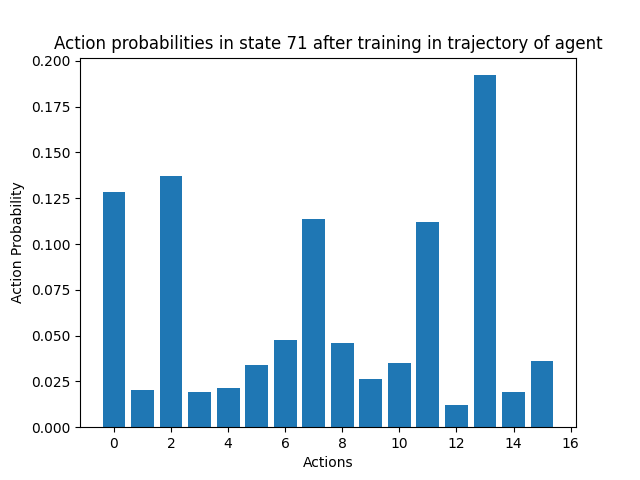 Action probabilities in state 71 after training in trajectory of agent
0.200
0.175
0.150
0.125
0.100
0.075
0.050
0.025
0.000
Action Probability
0 2 4 6 8 10 12 14 16
Actions